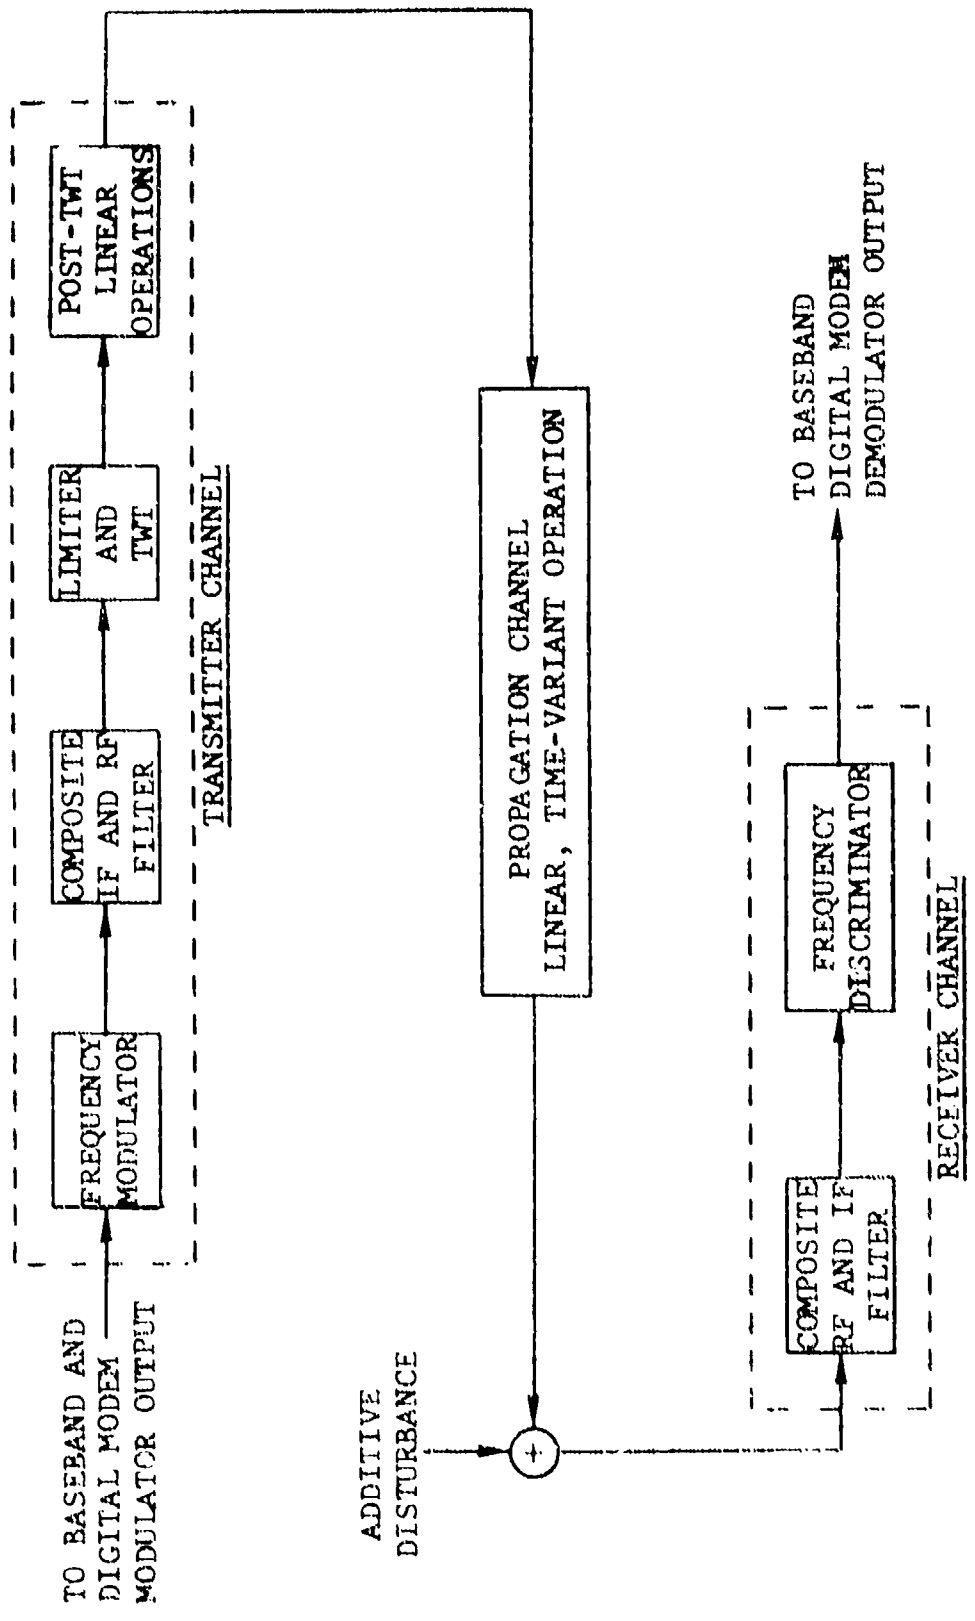 TO BASEBAND AND
DIGITAL MODEM
MODULATOR OUTPUT
FREQUENCY
MODULATOR
COMPOSITE
IF AND RF
FILTER
LIMITER
AND
TWT
POST-TWT
LINEAR
OPERATIONS
TRANSMITTER CHANNEL
PROPAGATION CHANNEL
LINEAR, TIME-VARIANT OPERATION
ADDITIVE
DISTURBANCE
+
COMPOSITE
RF AND IF
FILTER
FREQUENCY
DISCRIMINATOR
RECEIVER CHANNEL
TO BASEBAND
DIGITAL MODEM
DEMODULATOR OUTPUT